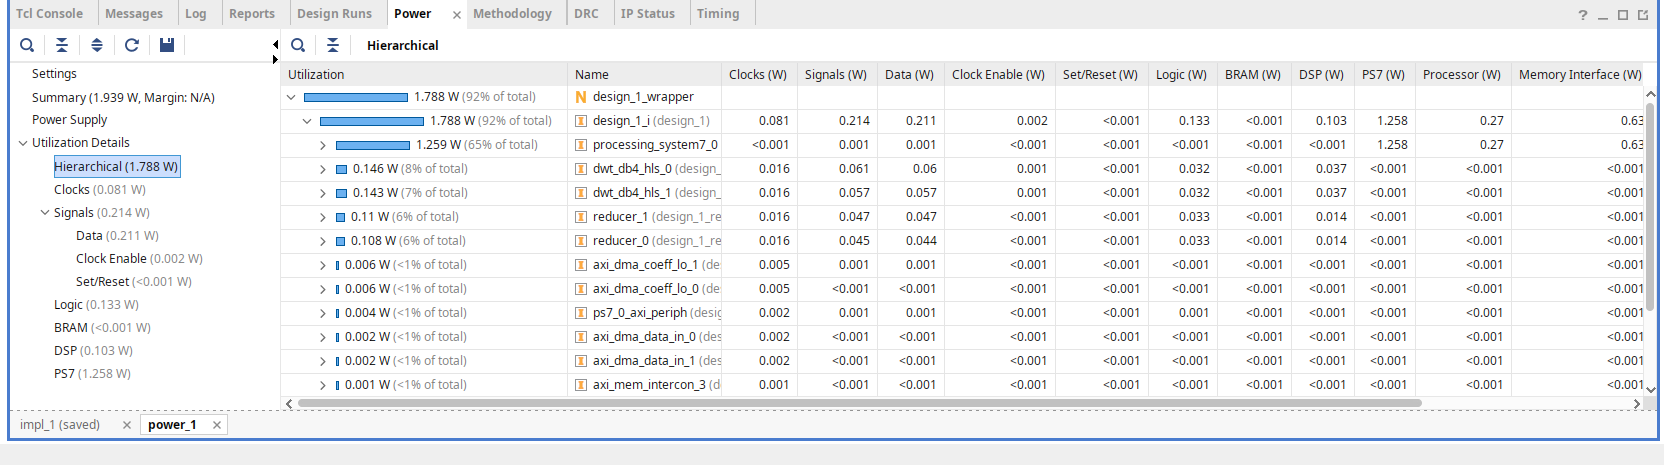 Tcl Console Messages Log Reports Design Runs Power × Methodology DRC IP Status Timing ?
Hierarchical
Settings
Summary (1.939 W, Margin: N/A)
Power Supply
Utilization Details
Hierarchical (1.788 W)
Clocks (0.081 W)
Signals (0.214 W)
Data (0.211 W)
Clock Enable (0.002 W)
Set/Reset (<0.001 W)
Logic (0.133 W)
BRAM (<0.001 W)
DSP (0.103 W)
PS7 (1.258 W)
Utilization Name Clocks (W) Signals (W) Data (W) Clock Enable (W) Set/Reset (W) Logic (W) BRAM (W) DSP (W) PS7 (W) Processor (W) Memory Interface (W)
1.788 W (92% of total) N design_1_wrapper
1.788 W (92% of total) I design_1_i (design_1) 0.081 0.214 0.211 0.002 <0.001 0.133 <0.001 0.103 1.258 0.27 0.63
1.259 W (65% of total) I processing_system7_0 <0.001 0.001 0.001 <0.001 <0.001 <0.001 <0.001 <0.001 1.258 0.27 0.63
0.146 W (8% of total) I dwt_db4_hls_0 (design_ 0.016 0.061 0.06 0.001 <0.001 0.032 <0.001 0.037 <0.001 <0.001 <0.001
0.143 W (7% of total) I dwt_db4_hls_1 (design_ 0.016 0.057 0.057 <0.001 <0.001 0.032 <0.001 0.037 <0.001 <0.001 <0.001
0.11 W (6% of total) I reducer_1 (design_1_re 0.016 0.047 0.047 <0.001 <0.001 0.033 <0.001 0.014 <0.001 <0.001 <0.001
0.108 W (6% of total) I reducer_0 (design_1_re 0.016 0.045 0.044 <0.001 <0.001 0.033 <0.001 0.014 <0.001 <0.001 <0.001
0.006 W (<1% of total) I axi_dma_coeff_lo_1 (de 0.005 0.001 0.001 <0.001 <0.001 <0.001 <0.001 <0.001 <0.001 <0.001 <0.001
0.006 W (<1% of total) I axi_dma_coeff_lo_0 (de 0.005 <0.001 <0.001 <0.001 <0.001 <0.001 <0.001 <0.001 <0.001 <0.001 <0.001
0.004 W (<1% of total) I ps7_0_axi_periph (desig 0.002 0.001 0.001 <0.001 <0.001 0.001 <0.001 <0.001 <0.001 <0.001 <0.001
0.002 W (<1% of total) I axi_dma_data_in_0 (des 0.002 <0.001 <0.001 <0.001 <0.001 <0.001 <0.001 <0.001 <0.001 <0.001 <0.001
0.002 W (<1% of total) I axi_dma_data_in_1 (des 0.002 <0.001 <0.001 <0.001 <0.001 <0.001 <0.001 <0.001 <0.001 <0.001 <0.001
0.001 W (<1% of total) I axi_mem_intercon_3 (d 0.001 <0.001 <0.001 <0.001 <0.001 <0.001 <0.001 <0.001 <0.001 <0.001 <0.001
impl_1 (saved) × power_1 ×